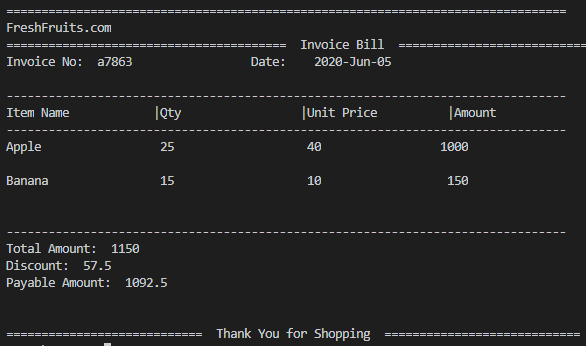 ================================================================================
FreshFruits.com
======================================== Invoice Bill ===========================
Invoice No: a7863 Date: 2020-Jun-05
--------------------------------------------------------------------------------
Item Name |Qty |Unit Price |Amount
--------------------------------------------------------------------------------
Apple 25 40 1000
Banana 15 10 150
--------------------------------------------------------------------------------
Total Amount: 1150
Discount: 57.5
Payable Amount: 1092.5
============================ Thank You for Shopping ============================